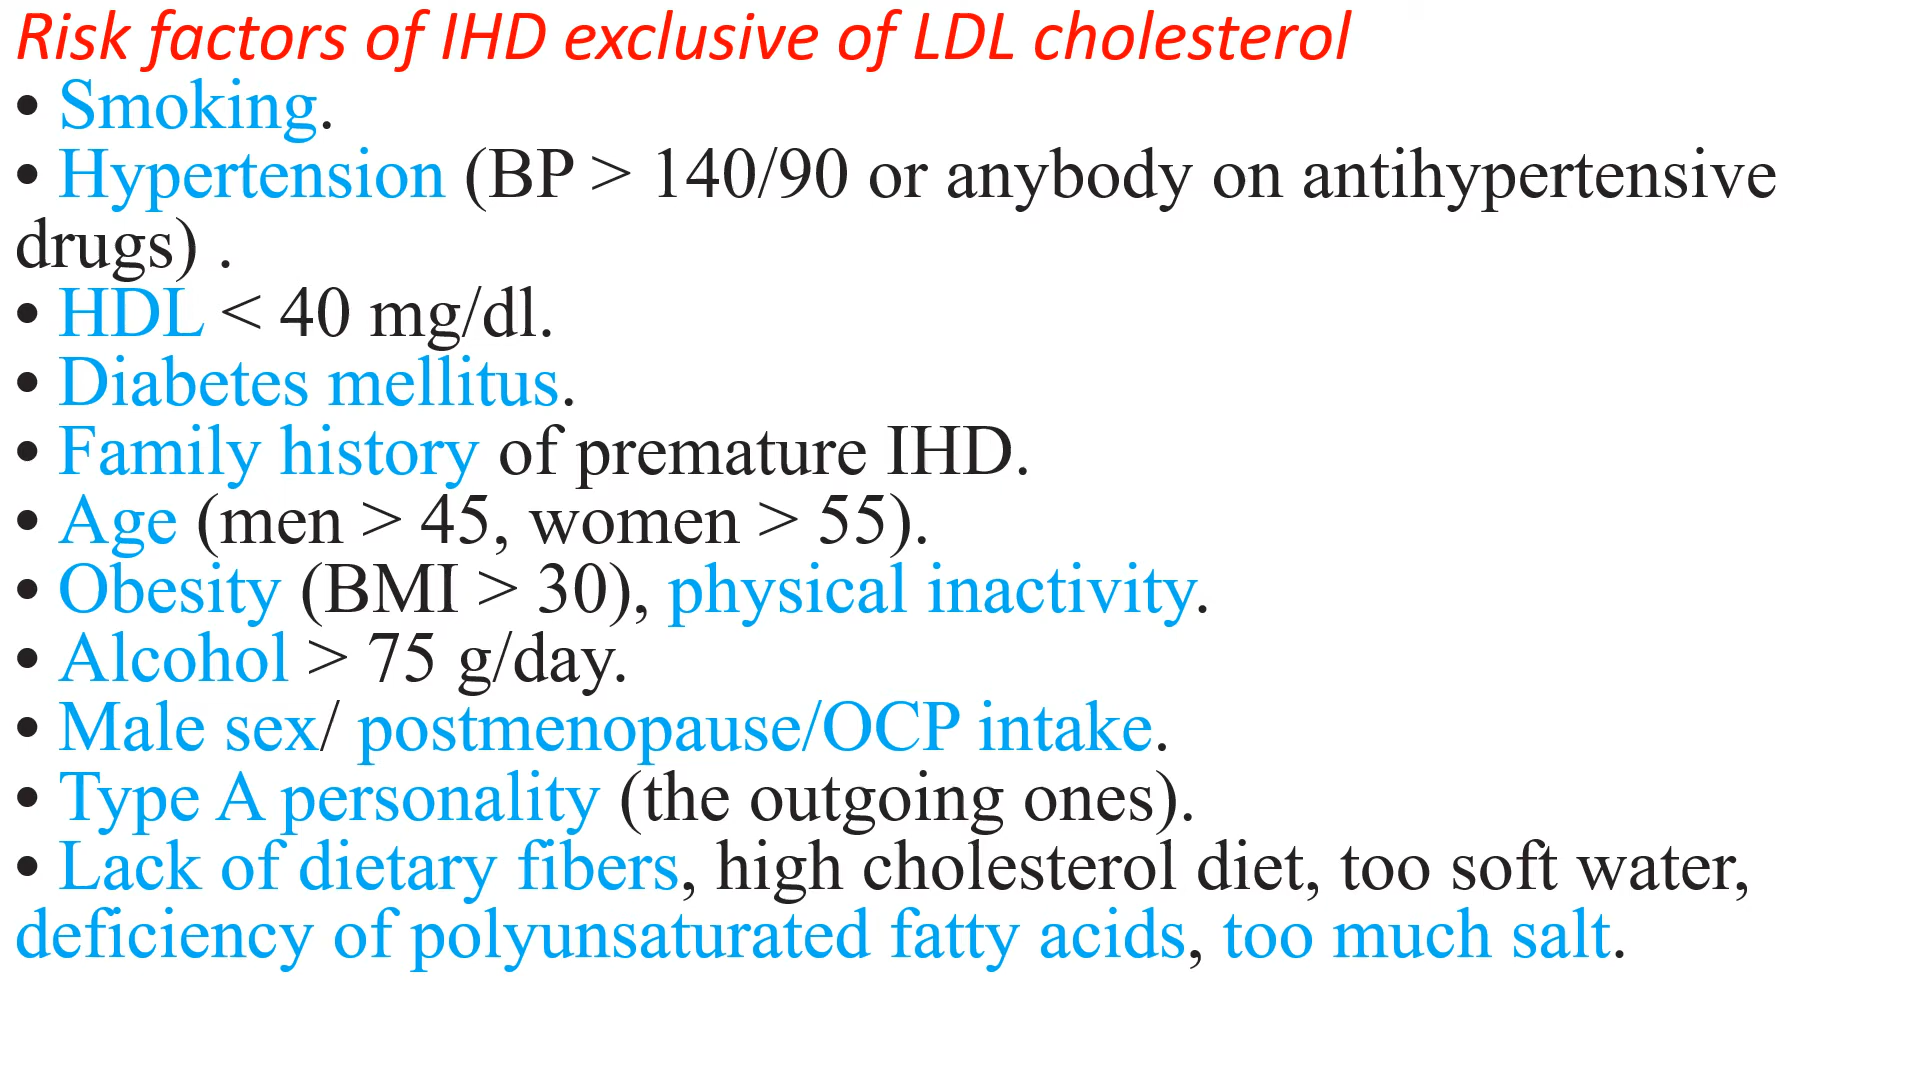 Risk factors of IHD exclusive of LDL cholesterol
• Smoking.
• Hypertension (BP > 140/90 or anybody on antihypertensive
drugs) .
• HDL < 40 mg/dl.
• Diabetes mellitus.
• Family history of premature IHD.
• Age (men > 45, women > 55).
• Obesity (BMI > 30), physical inactivity.
• Alcohol > 75 g/day.
• Male sex/ postmenopause/OCP intake.
• Type A personality (the outgoing ones).
• Lack of dietary fibers, high cholesterol diet, too soft water,
deficiency of polyunsaturated fatty acids, too much salt.